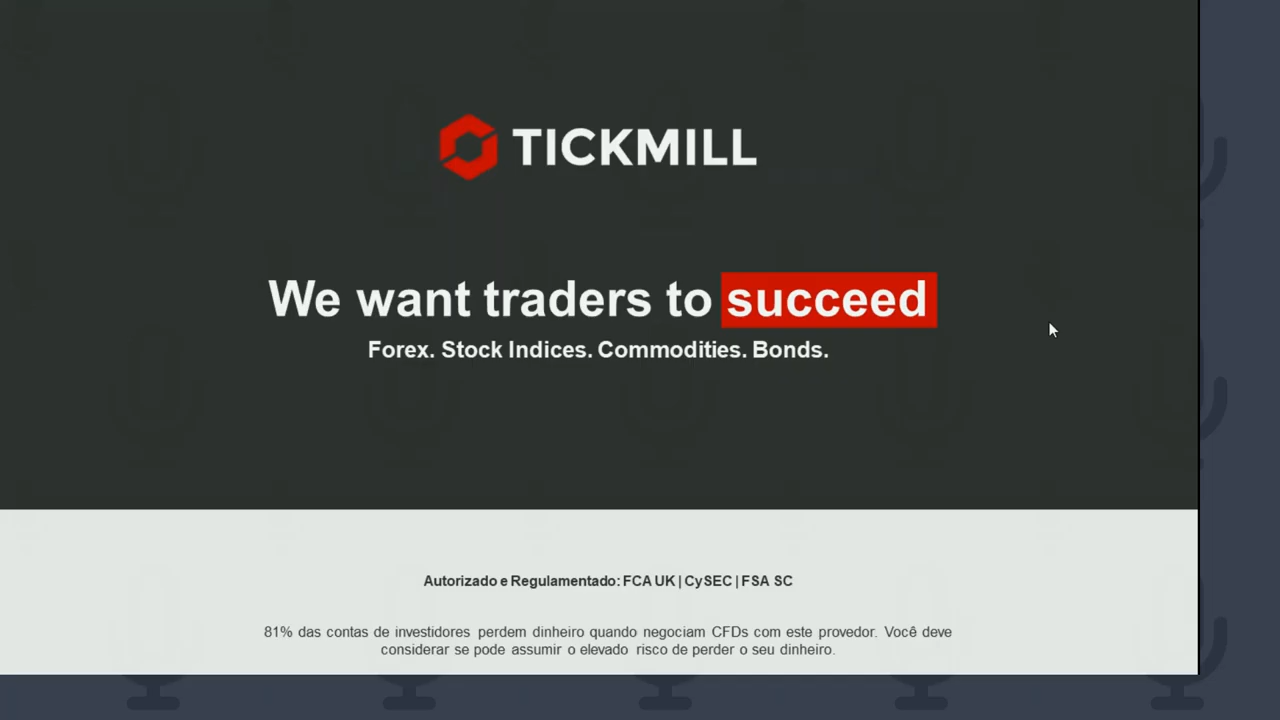 TICKMILL
We want traders to succeed
Forex. Stock Indices. Commodities. Bonds.
Autorizado e Regulamentado: FCA UK | CySEC | FSA SC
81% das contas de investidores perdem dinheiro quando negociam CFDs com este provedor. Você deve
considerar se pode assumir o elevado risco de perder o seu dinheiro.